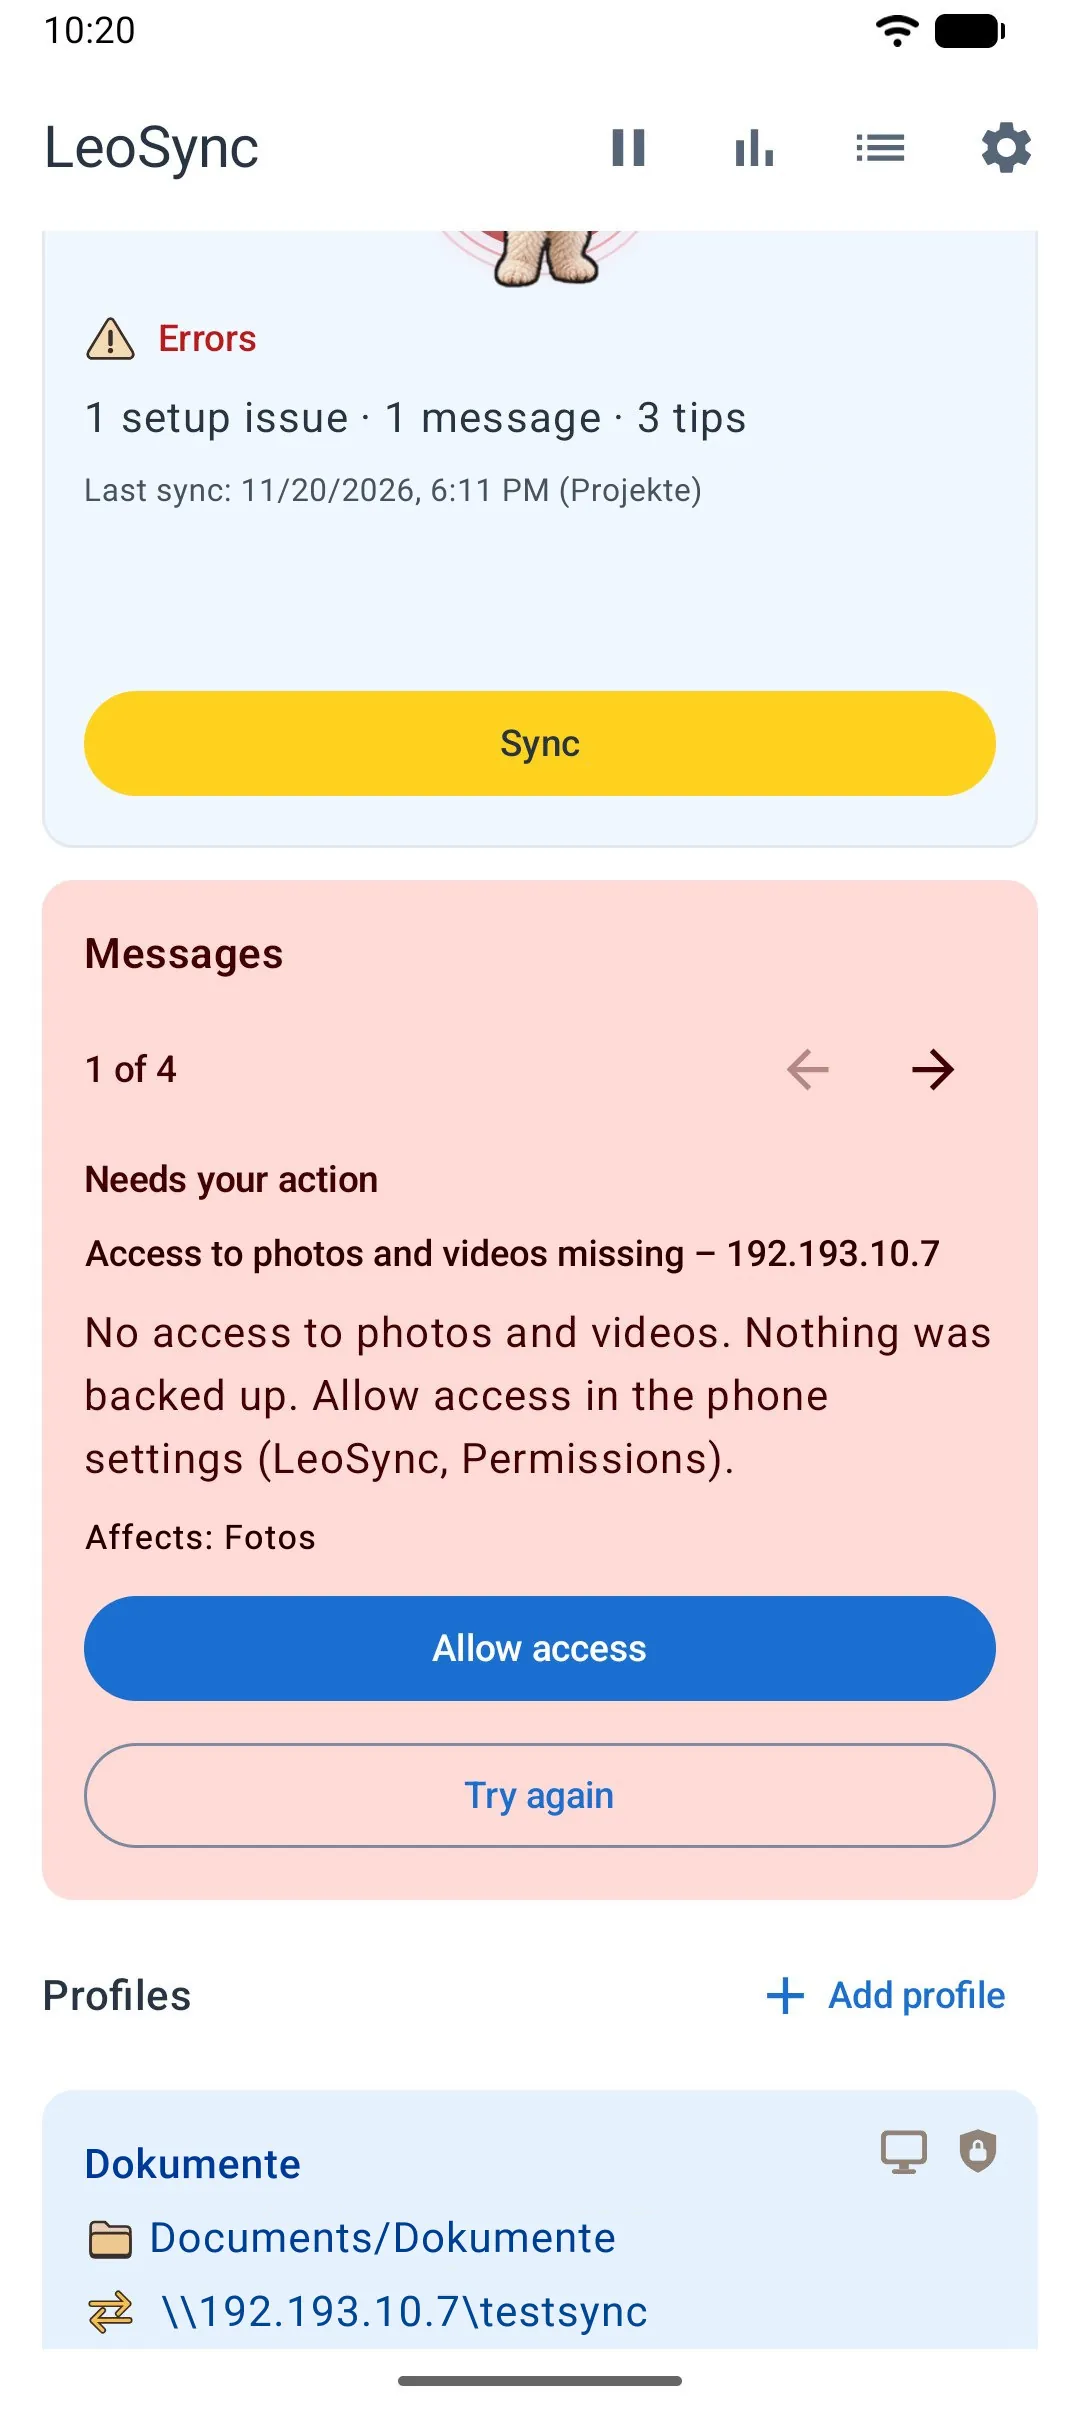 10:20
LeoSync
Errors
1 setup issue · 1 message · 3 tips
Last sync: 11/20/2026, 6:11 PM (Projekte)
Sync
Messages
1 of 4
Needs your action
Access to photos and videos missing – 192.193.10.7
No access to photos and videos. Nothing was
backed up. Allow access in the phone
settings (LeoSync, Permissions).
Affects: Fotos
Allow access
Try again
Profiles
Add profile
Dokumente
Documents/Dokumente
\\192.193.10.7\testsync